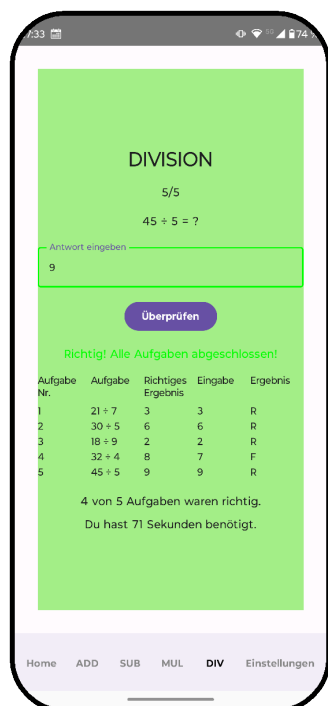 7:33 74 %
DIVISION
5/5
45 ÷ 5 = ?
Antwort eingeben
9
Überprüfen
Richtig! Alle Aufgaben abgeschlossen!
Aufgabe Nr. Aufgabe Richtiges Ergebnis Eingabe Ergebnis
1 21 ÷ 7 3 3 R
2 30 ÷ 5 6 6 R
3 18 ÷ 9 2 2 R
4 32 ÷ 4 8 7 F
5 45 ÷ 5 9 9 R
4 von 5 Aufgaben waren richtig.
Du hast 71 Sekunden benötigt.
Home ADD SUB MUL DIV Einstellungen